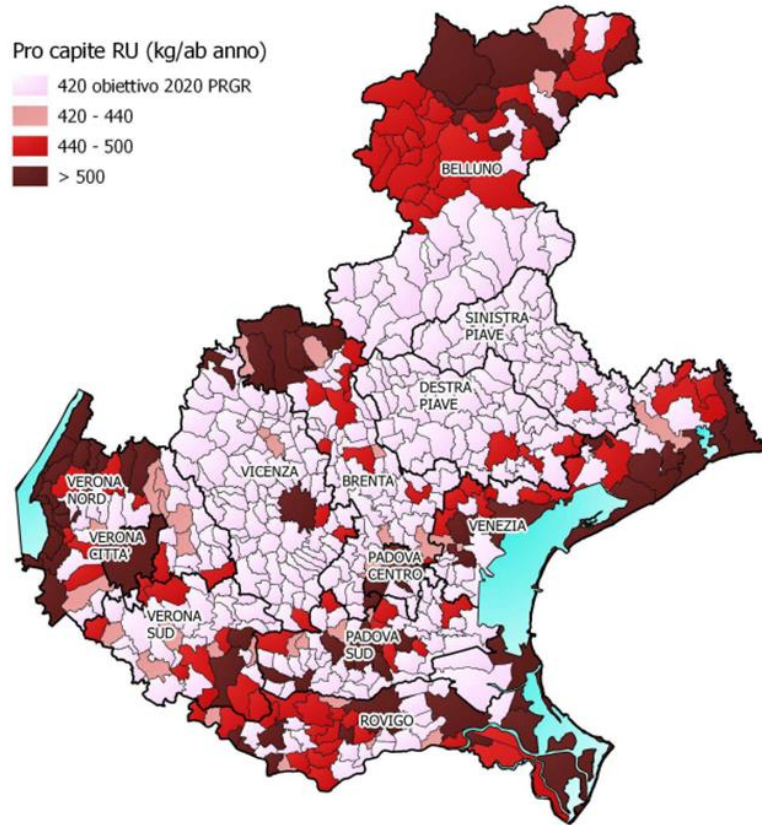 Pro capite RU (kg/ab anno)
420 obiettivo 2020 PRGR
420 - 440
440 - 500
> 500
BELLUNO
SINISTRA
PIAVE
DESTRA
PIAVE
VICENZA
BRENTA
VERONA
NORD
VENEZIA
VERONA
CITTA'
PADOVA
CENTRO
VERONA
SUD
PADOVA
SUD
ROVIGO